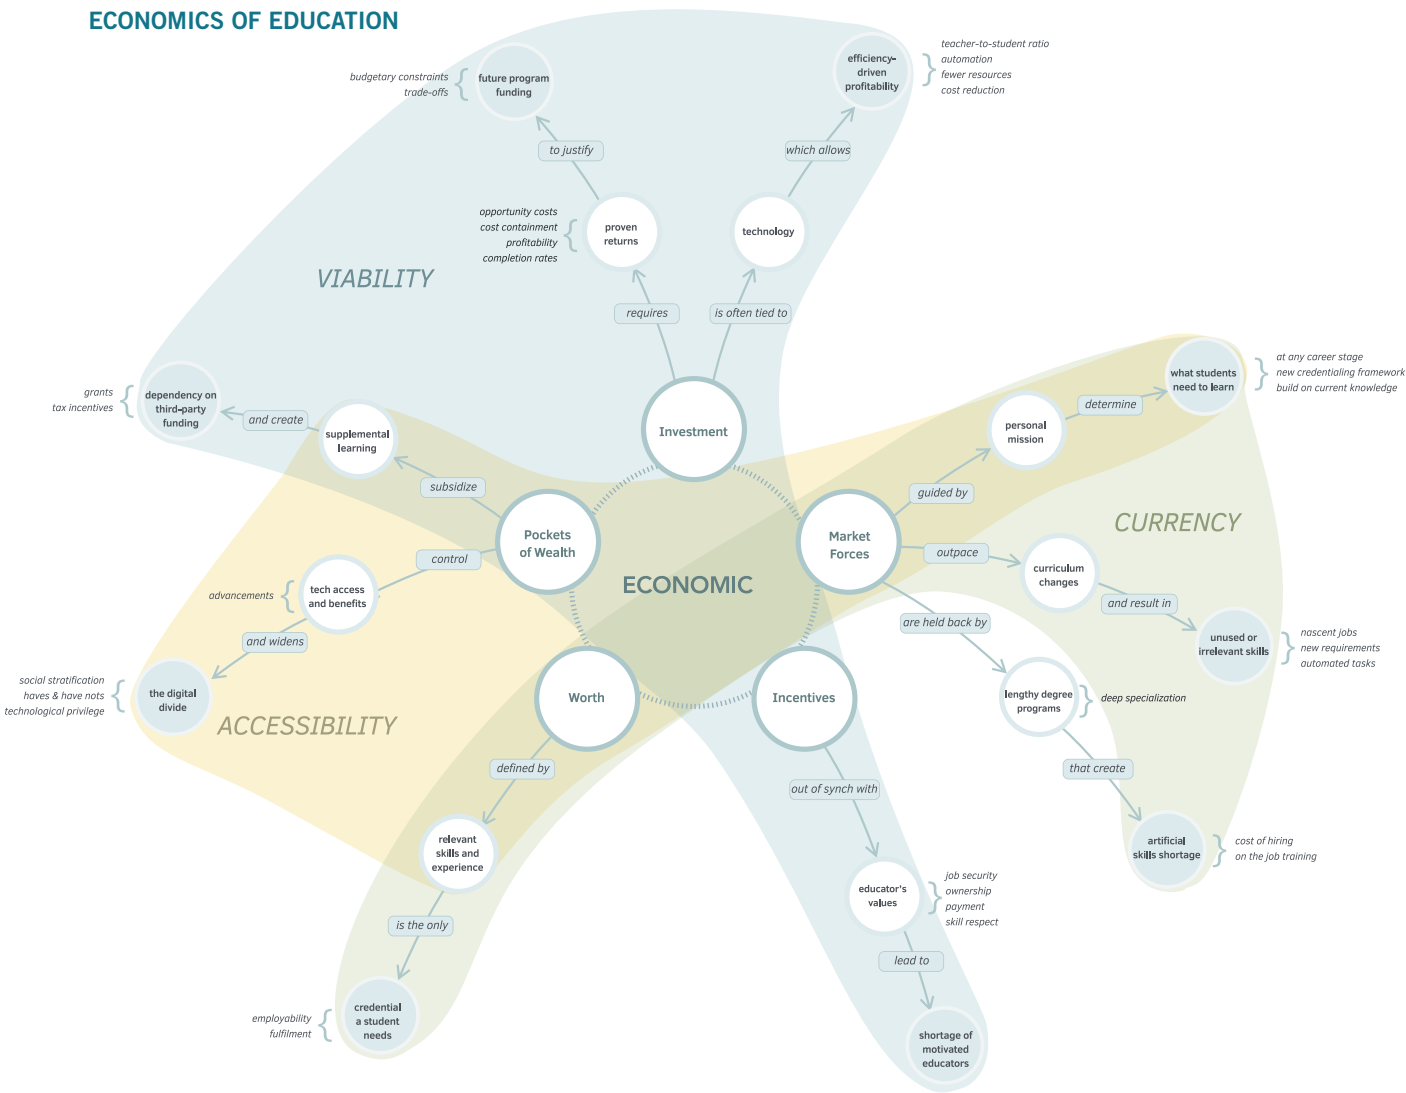 ECONOMICS OF EDUCATION
budgetary constraints
trade-offs
future program
funding
to justify
opportunity costs
cost containment
profitability
completion rates
proven
returns
requires
efficiency-
driven
profitability
teacher-to-student ratio
automation
fewer resources
cost reduction
which allows
technology
is often tied to
Investment
VIABILITY
grants
tax incentives
dependency on
third-party
funding
and create
supplemental
learning
subsidize
Pockets
of Wealth
control
advancements
tech access
and benefits
and widens
social stratification
haves & have nots
technological privilege
the digital
divide
ACCESSIBILITY
ECONOMIC
Market
Forces
guided by
personal
mission
determine
what students
need to learn
at any career stage
new credentialing framework
build on current knowledge
CURRENCY
outpace
curriculum
changes
and result in
unused or
irrelevant skills
nascent jobs
new requirements
automated tasks
are held back by
lengthy degree
programs
deep specialization
that create
artificial
skills shortage
cost of hiring
on the job training
Worth
defined by
relevant
skills and
experience
is the only
credential
a student
needs
employability
fulfilment
Incentives
out of synch with
educator's
values
job security
ownership
payment
skill respect
lead to
shortage of
motivated
educators